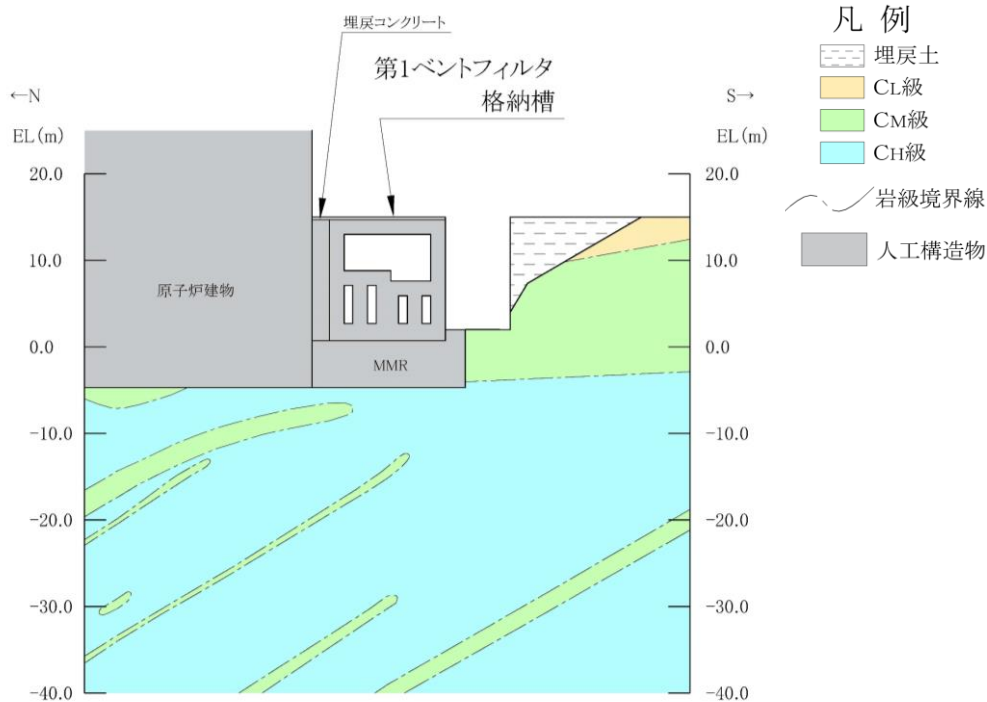 埋戻コンクリート
第1ベントフィルタ
格納槽
←N
EL(m)
20.0
10.0
0.0
-10.0
-20.0
-30.0
-40.0
原子炉建物
MMR
S→
EL(m)
20.0
10.0
0.0
-10.0
-20.0
-30.0
-40.0
凡 例
埋戻土
CL級
CM級
CH級
岩級境界線
人工構造物